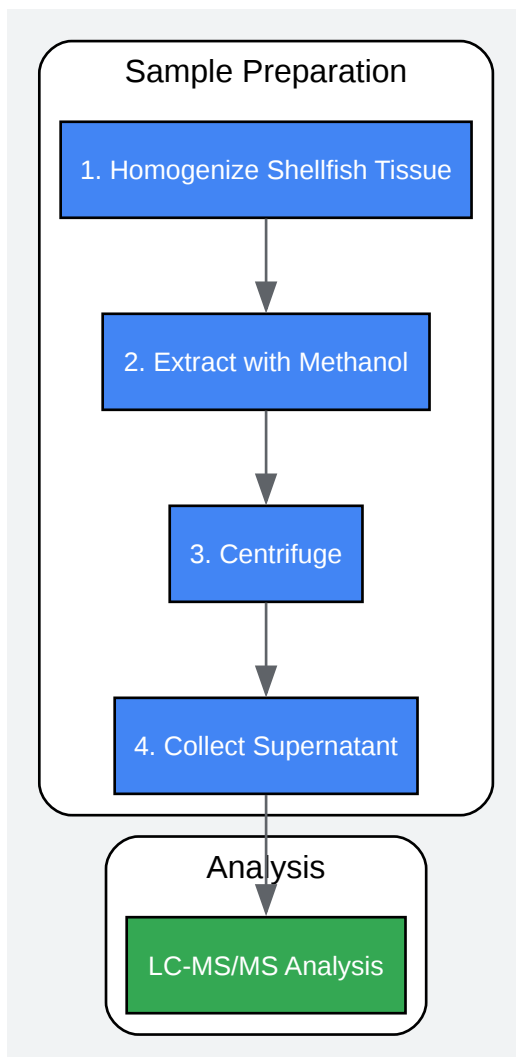 Sample Preparation
1. Homogenize Shellfish Tissue
2. Extract with Methanol
3. Centrifuge
4. Collect Supernatant
Analysis
LC-MS/MS Analysis